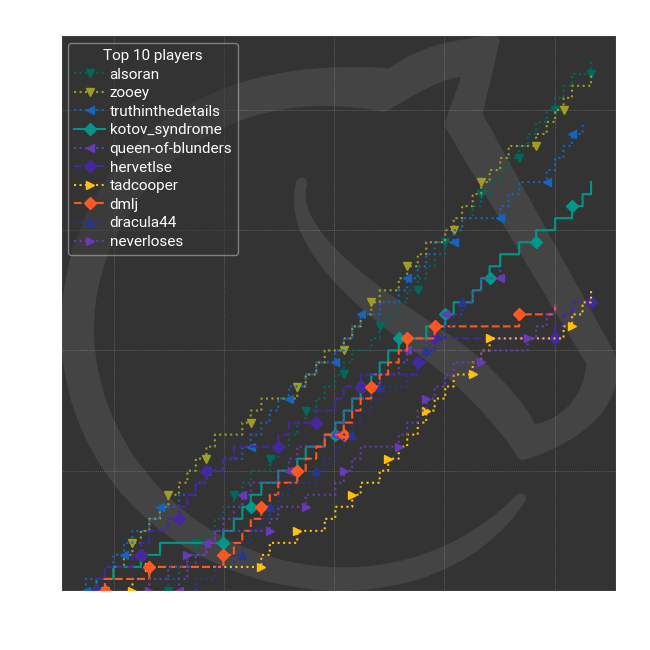 Top 10 players
alsoran
zooey
truthinthedetails
kotov_syndrome
queen-of-blunders
hervetlse
tadcooper
dmlj
dracula44
neverloses